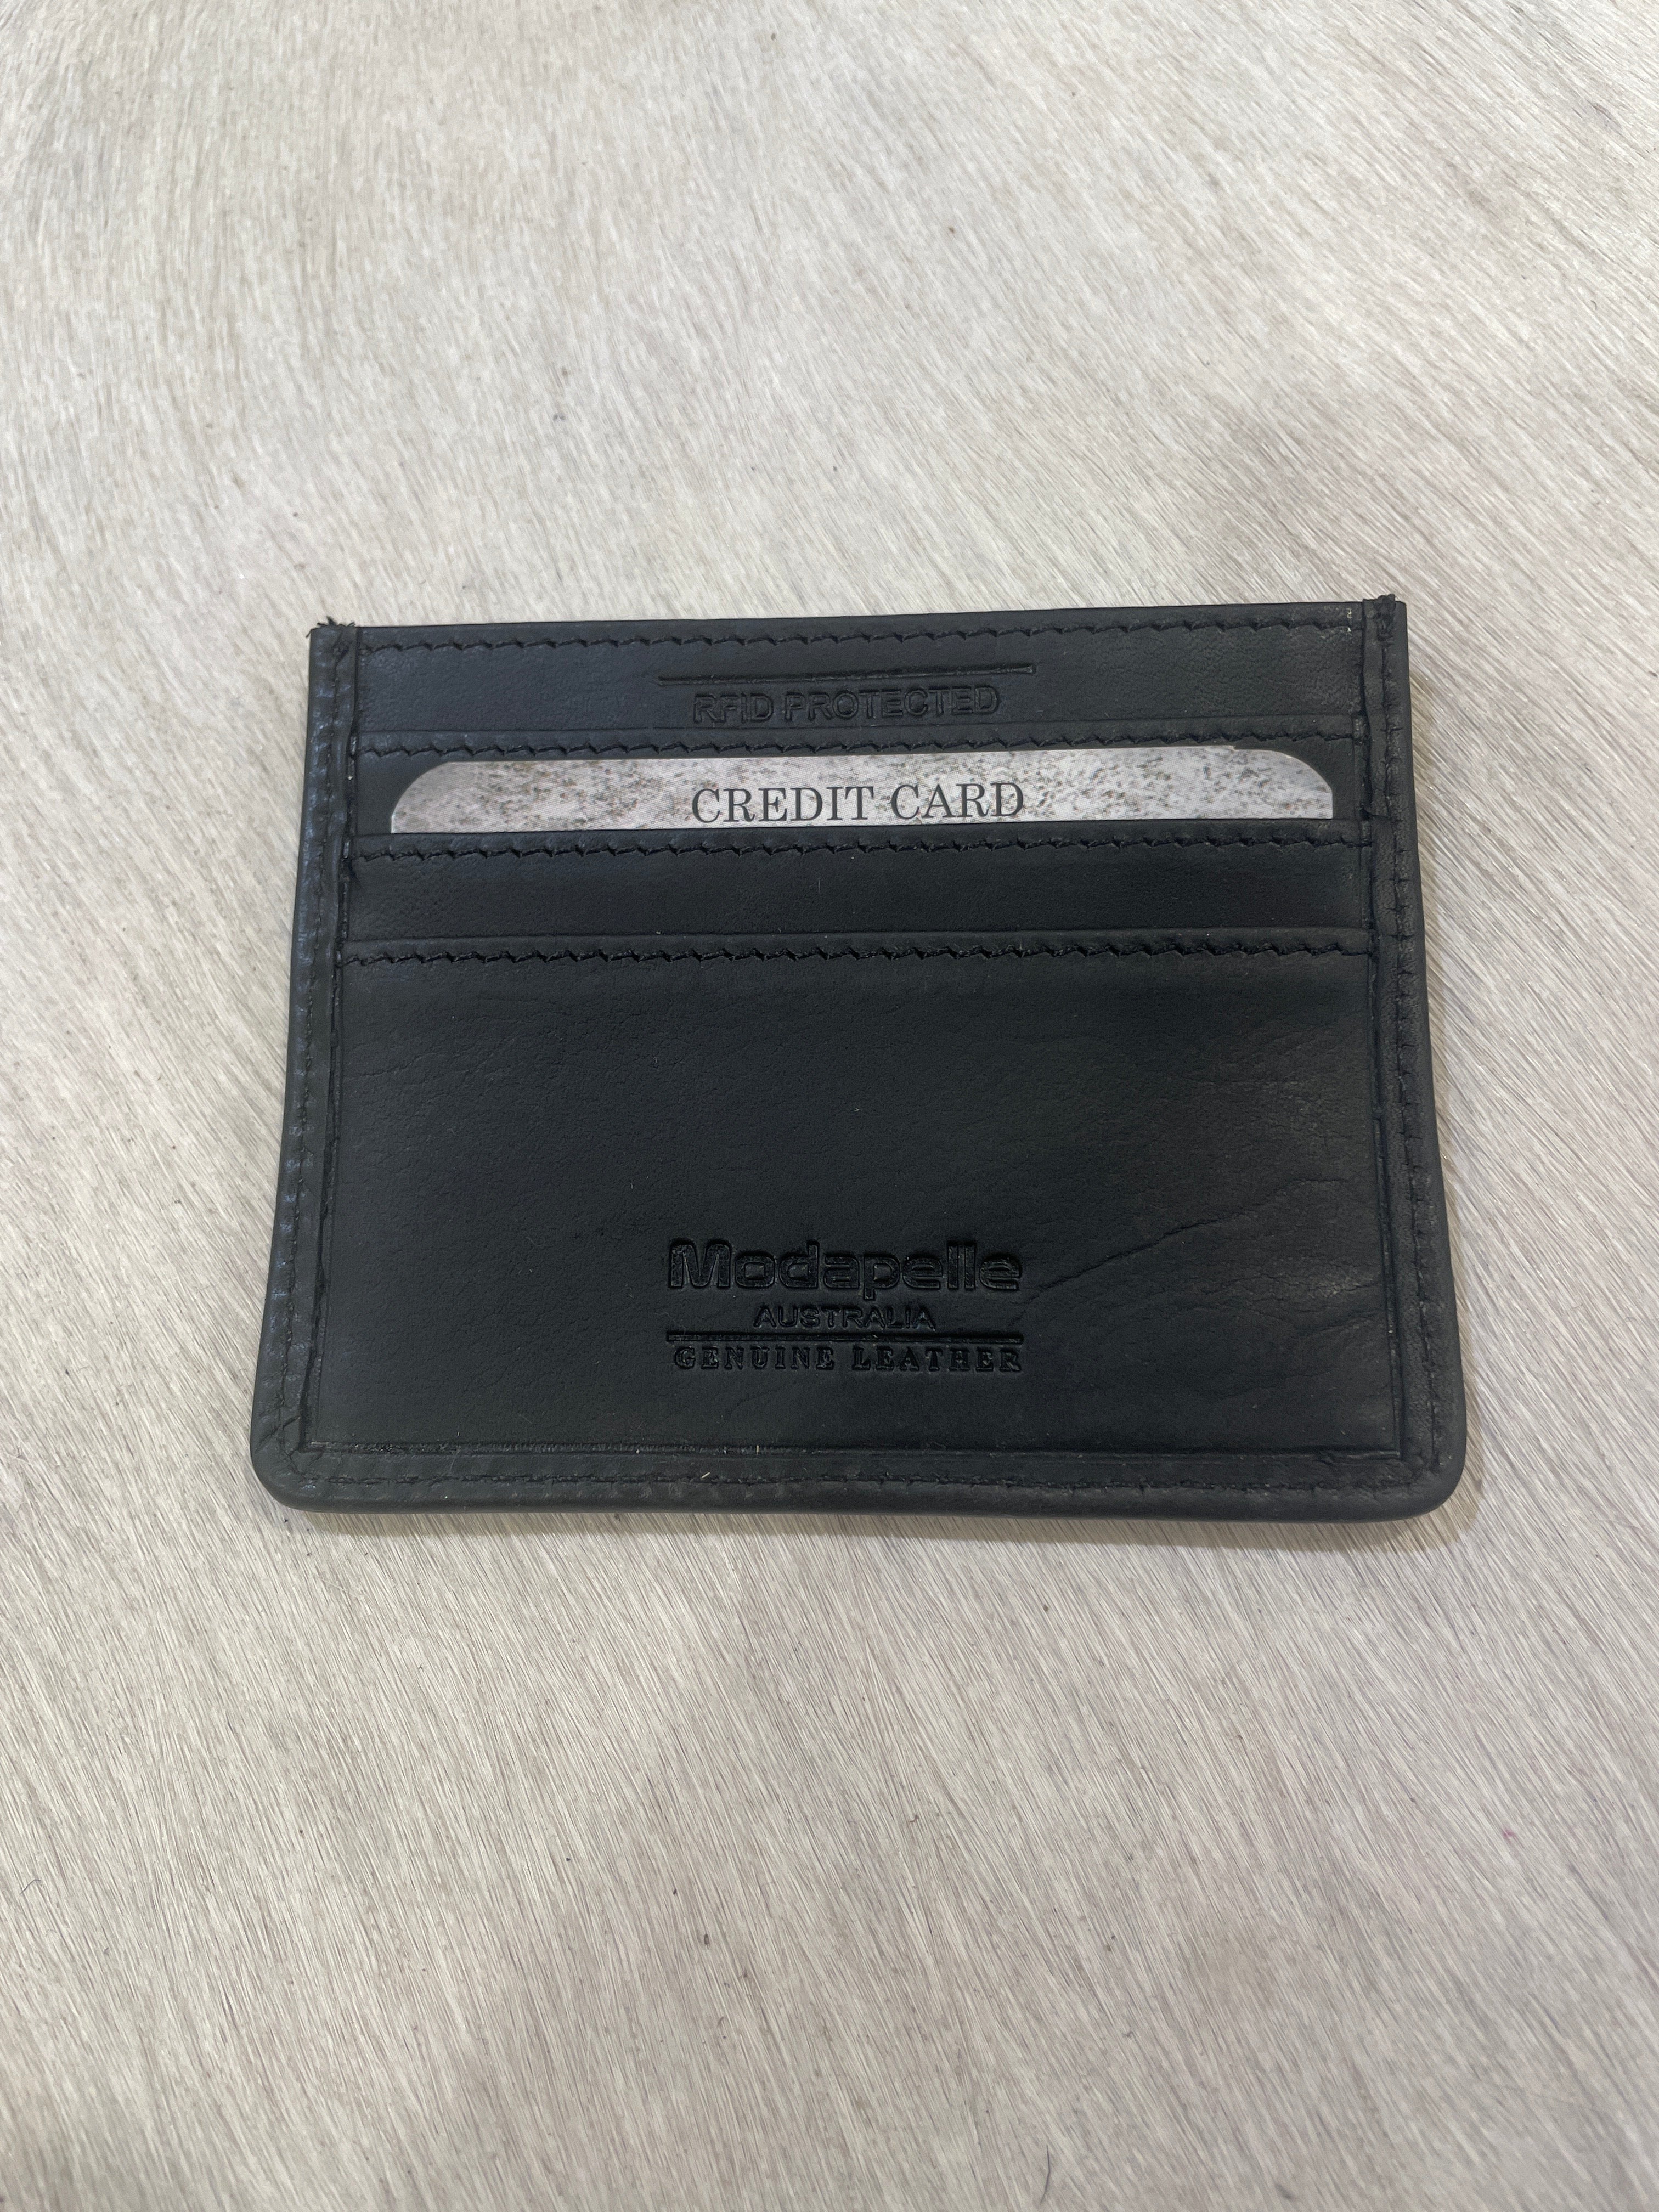 RFID PROTECTED
CREDIT CARD
Modapelle
AUSTRALIA
GENUINE LEATHER